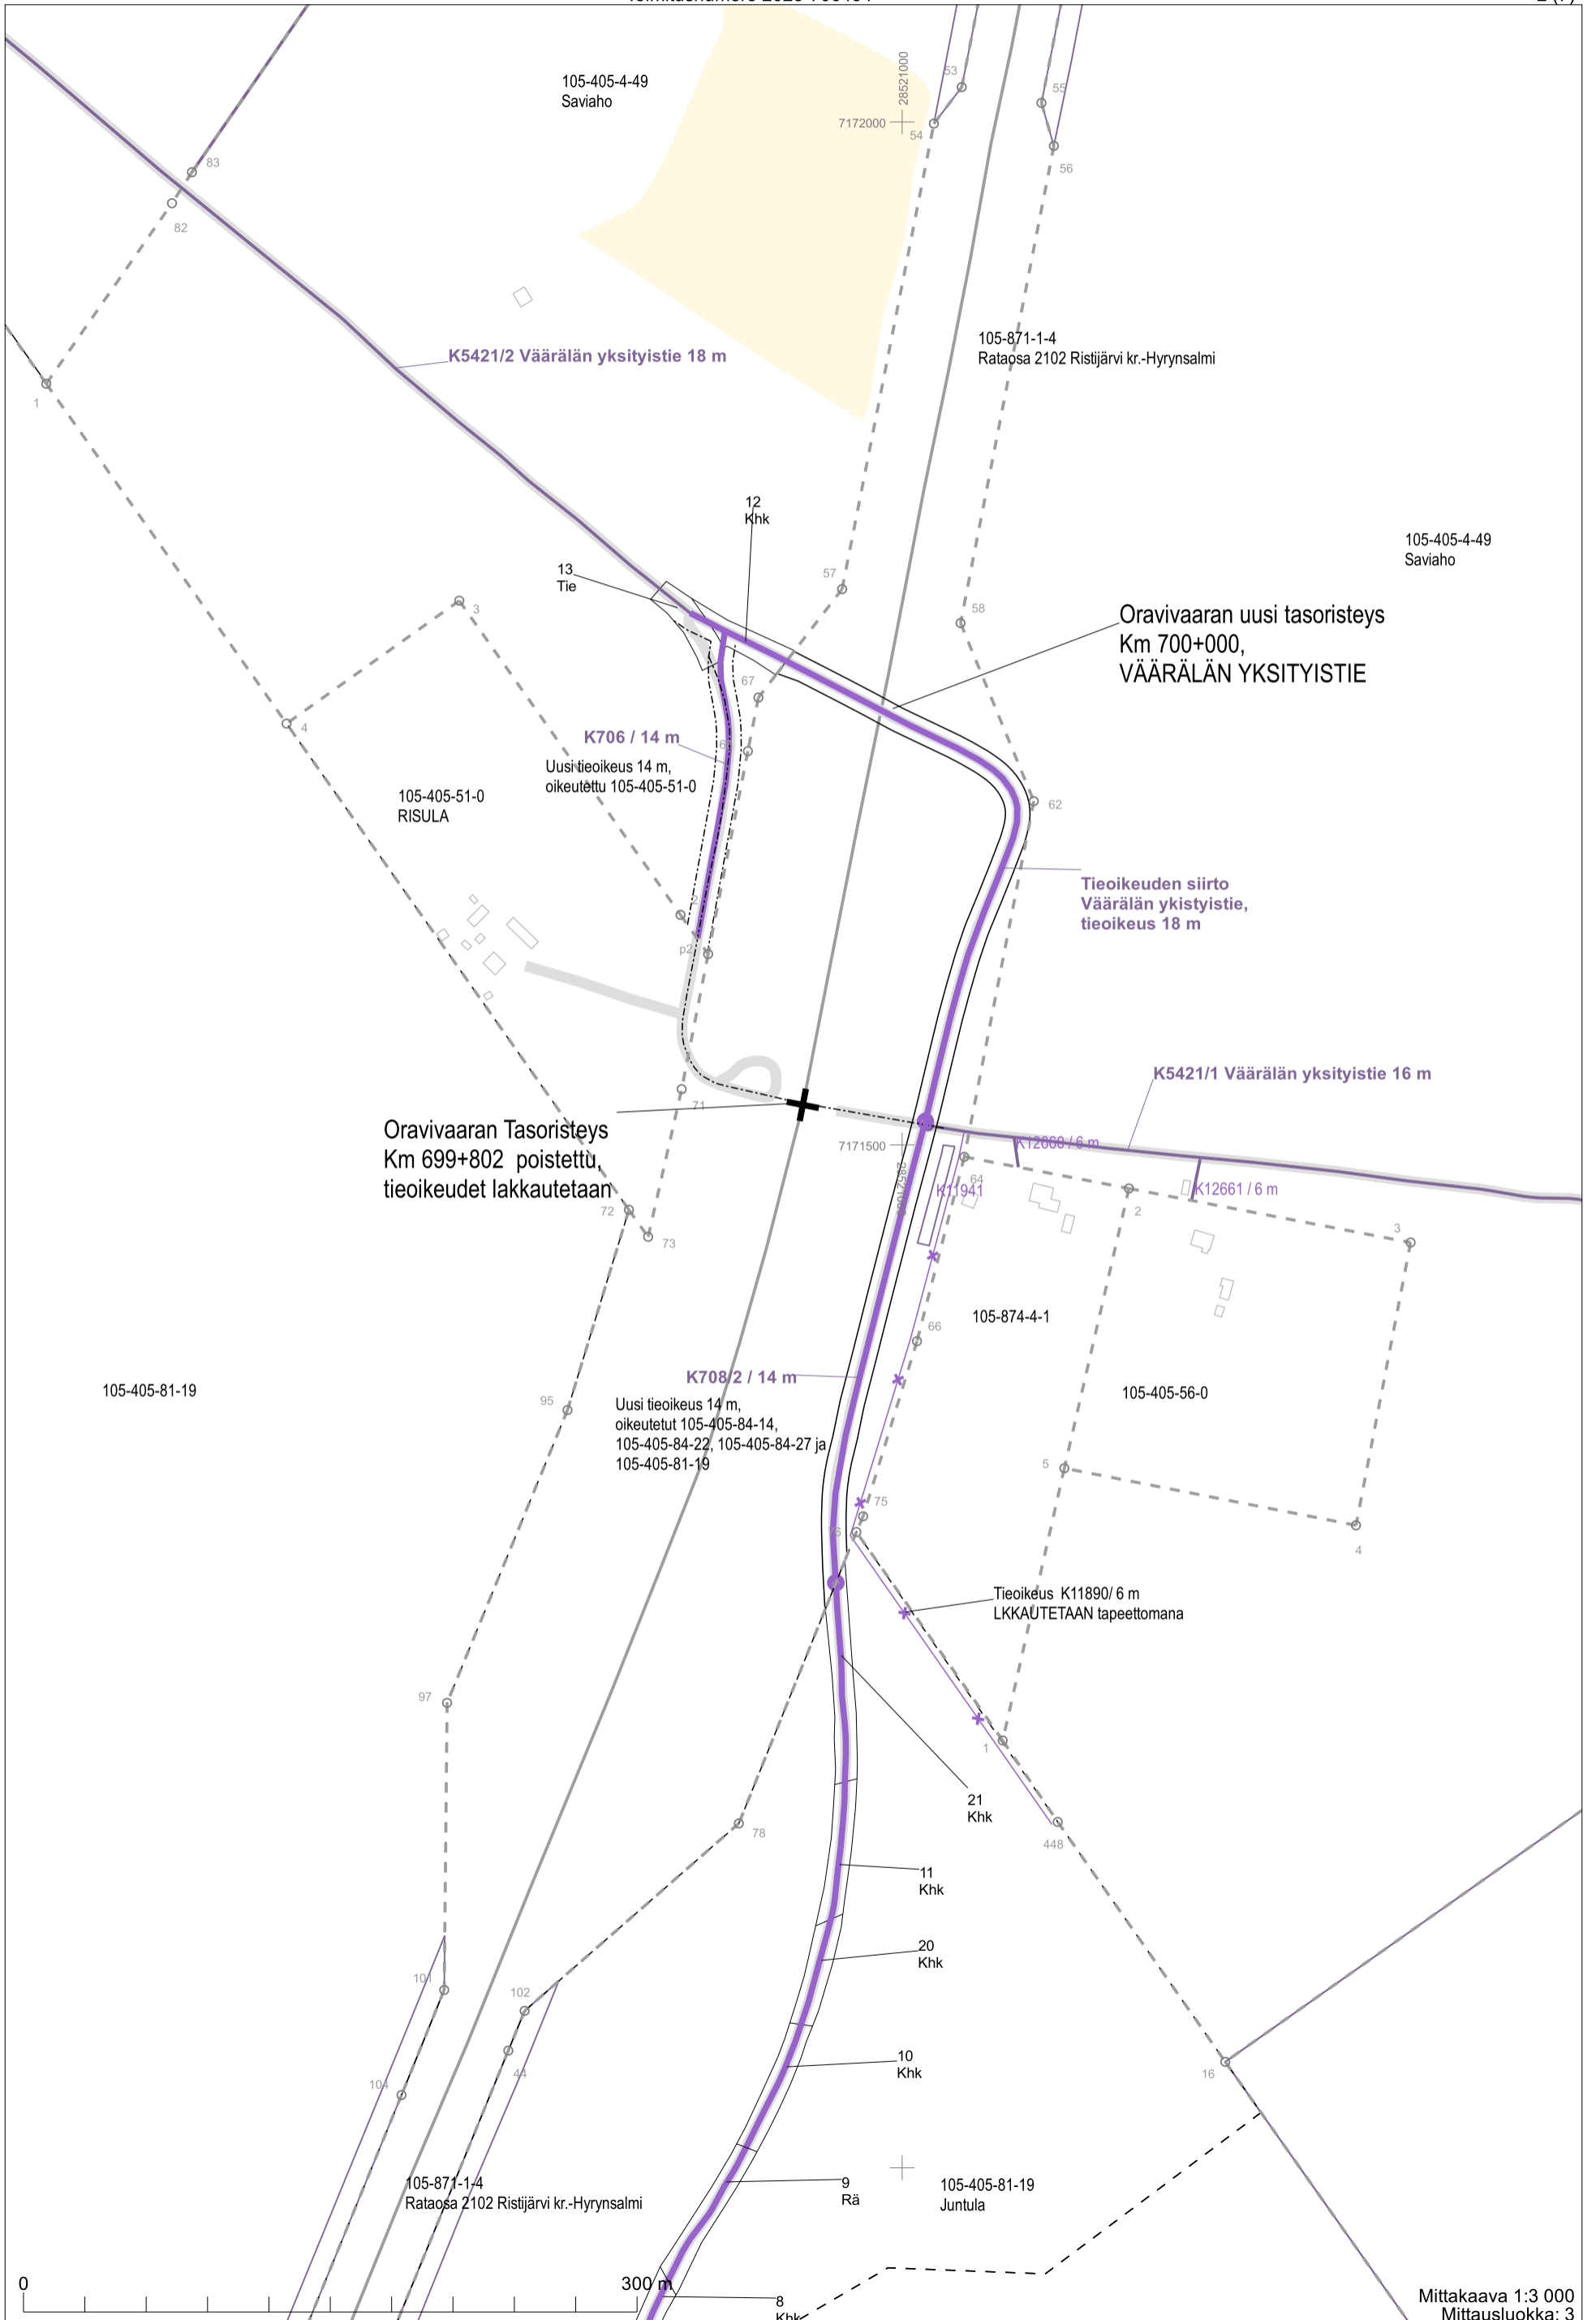 105-405-4-49
Saviaho
28521000
7172000
53
54
55
56
83
82
1
K5421/2 Väärälän yksityistie 18 m
105-871-1-4
Rataosa 2102 Ristijärvi kr.-Hyrynsalmi
12
Khk
13
Tie
57
58
105-405-4-49
Saviaho
3
4
Oravivaaran uusi tasoristeys
Km 700+000,
VÄÄRÄLÄN YKSITYISTIE
67
K706 / 14 m
Uusi tieoikeus 14 m,
oikeutettu 105-405-51-0
105-405-51-0
RISULA
62
Tieoikeuden siirto
Väärälän ykistyistie,
tieoikeus 18 m
2
p2
71
K5421/1 Väärälän yksityistie 16 m
Oravivaaran Tasoristeys
Km 699+802 poistettu,
tieoikeudet lakkautetaan
7171500
K12660 / 6 m
64
K11941
K12661 / 6 m
2
3
72
73
66
105-874-4-1
105-405-81-19
K708/2 / 14 m
Uusi tieoikeus 14 m,
oikeutetut 105-405-84-14,
105-405-84-22, 105-405-84-27 ja
105-405-81-19
105-405-56-0
95
5
75
76
4
Tieoikeus K11890/ 6 m
LKKAUTETAAN tapeettomana
97
1
21
Khk
78
448
11
Khk
20
Khk
101
102
10
Khk
44
104
16
105-871-1-4
Rataosa 2102 Ristijärvi kr.-Hyrynsalmi
9
Rä
105-405-81-19
Juntula
0
300 m
8
Khk
Mittakaava 1:3 000
Mittausluokka: 3